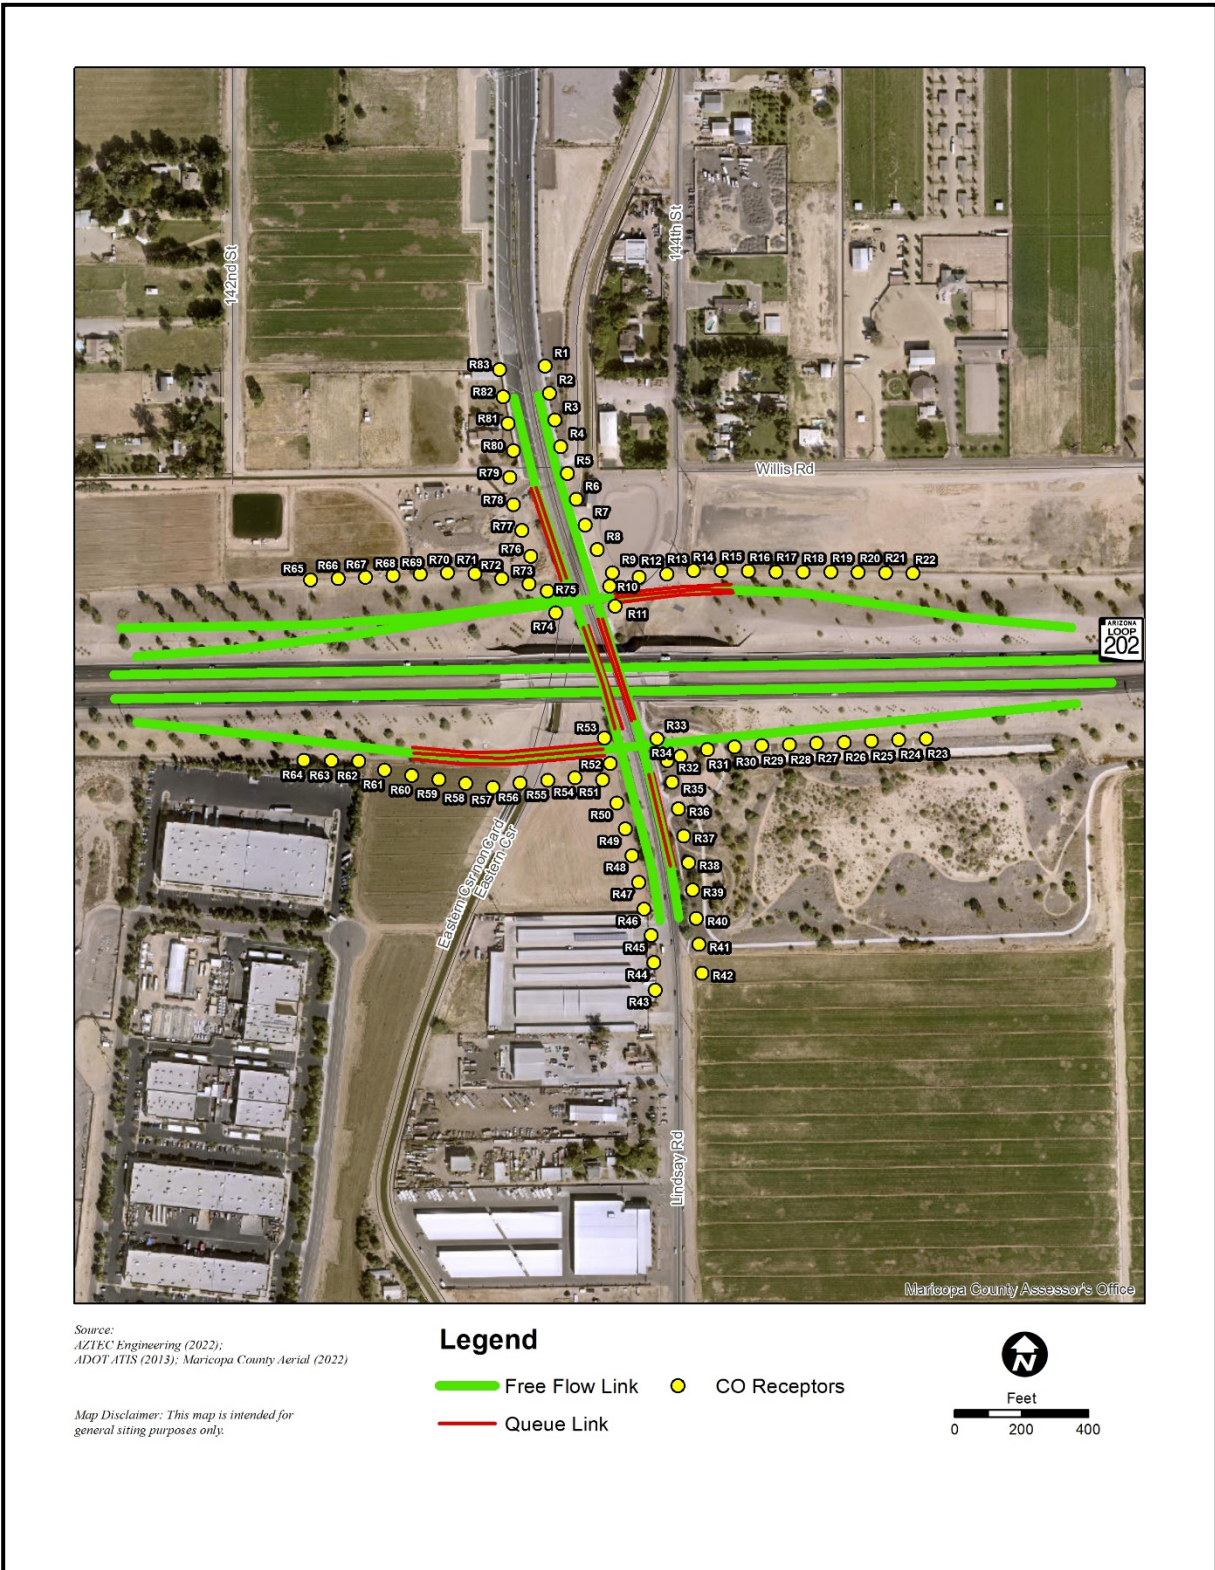 142nd St
144th St
R83
R1
R82
R2
R81
R3
R80
R4
R79
R5
Willis Rd
R78
R6
R77
R7
R76
R8
R65
R66
R67
R68
R69
R70
R71
R72
R73
R75
R74
R9
R12
R13
R14
R15
R16
R17
R18
R19
R20
R21
R22
R10
R11
ARIZONA
LOOP
202
R53
R33
R34
R32
R31
R30
R29
R28
R27
R26
R25
R24
R23
R64
R63
R62
R61
R60
R59
R58
R57
R56
R55
R54
R51
R52
R35
R50
R36
R49
R37
R48
R38
R47
R39
R46
R40
R45
R41
R44
R42
R43
Eastern Csr non Card
Eastern Csr
Lindsay Rd
Maricopa County Assessor's Office
Source:
AZTEC Engineering (2022);
ADOT ATIS (2013); Maricopa County Aerial (2022)
Map Disclaimer: This map is intended for
general siting purposes only.
Legend
Free Flow Link
CO Receptors
Queue Link
N
Feet
0 200 400